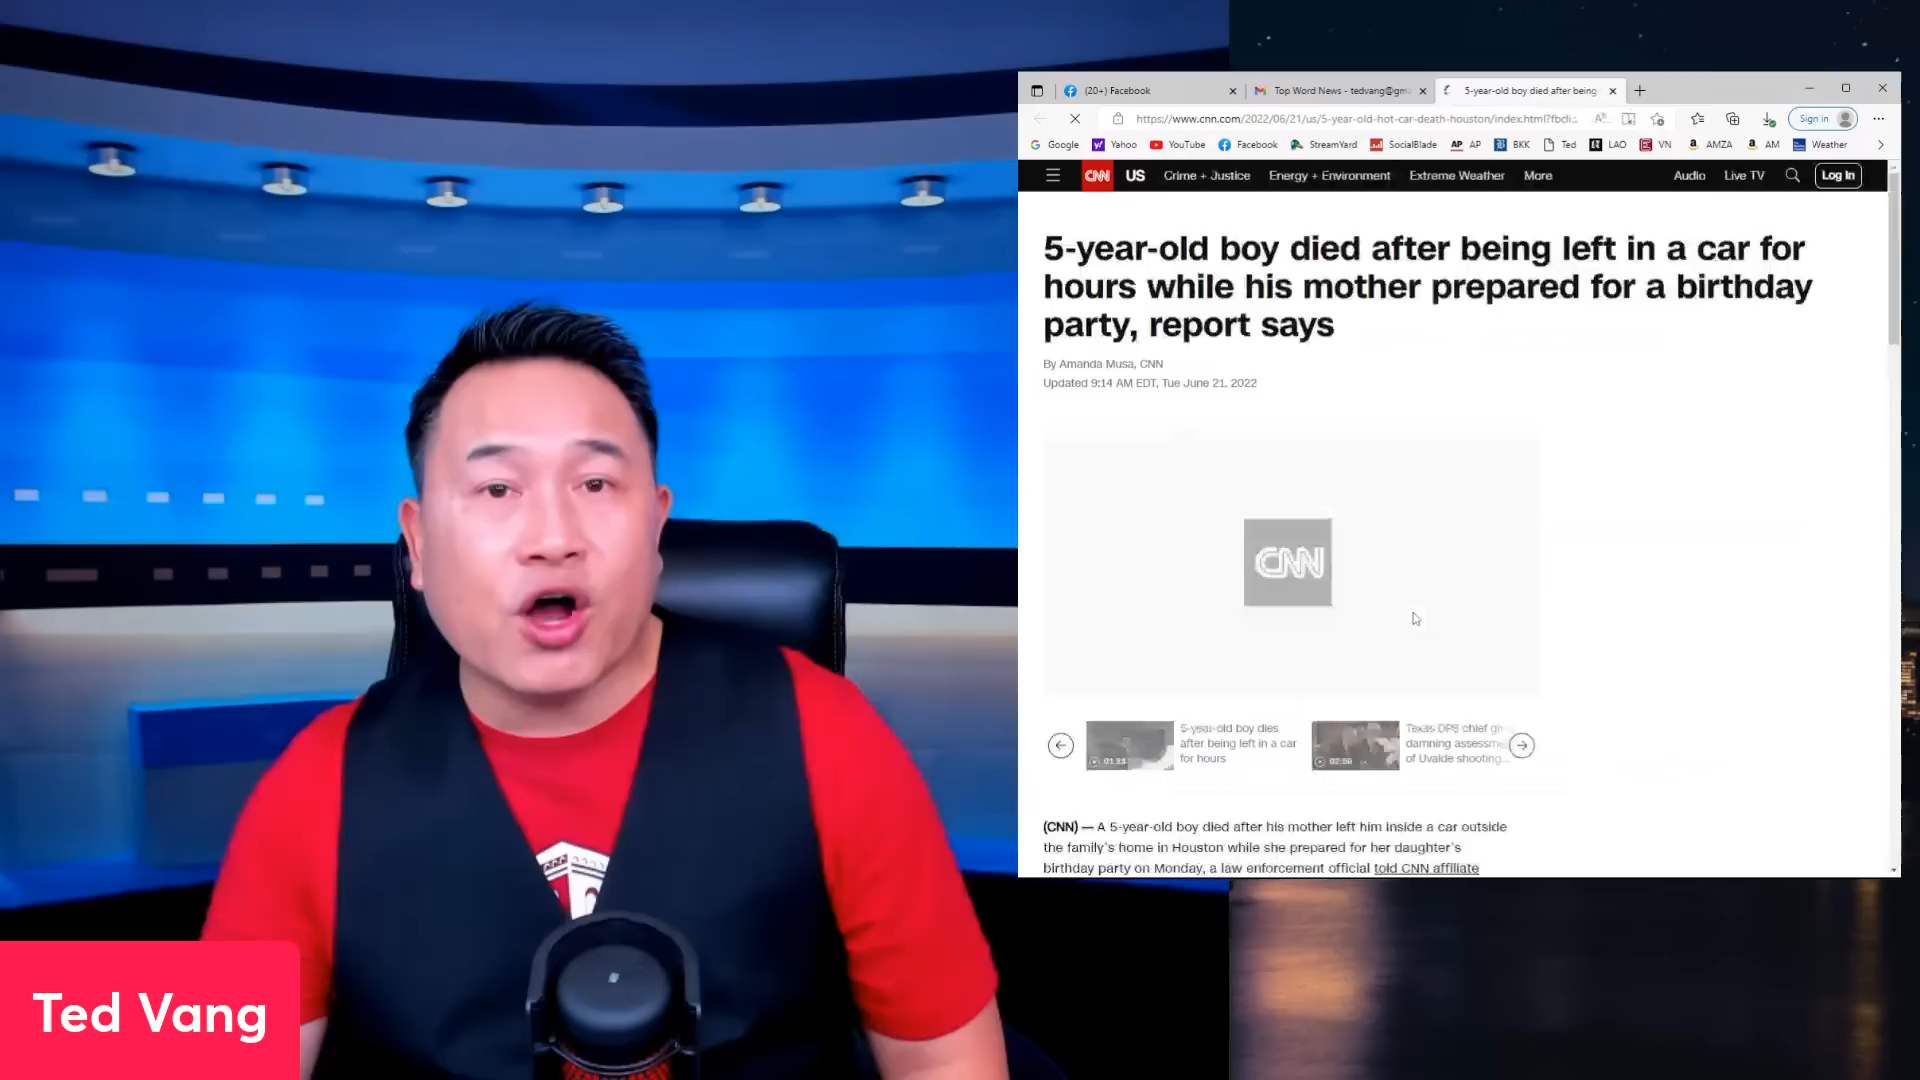 (20+) Facebook
Top Word News - tedvang@gm
5-year-old boy died after being
https://www.cnn.com/2022/06/21/us/5-year-old-hot-car-death-houston/index.html?fbcli...
Sign in
Google
Yahoo
YouTube
Facebook
StreamYard
SocialBlade
AP AP
BKK
Ted
LAO
VN
AMZA
AM
Weather
CNN US
Crime + Justice
Energy + Environment
Extreme Weather
More
Audio
Live TV
Log In
5-year-old boy died after being left in a car for
hours while his mother prepared for a birthday
party, report says
By Amanda Musa, CNN
Updated 9:14 AM EDT, Tue June 21, 2022
CNN
01:33
5-year-old boy dies
after being left in a car
for hours
02:59
Texas DPS chief gi
damning assessm
of Uvalde shooting...
(CNN) — A 5-year-old boy died after his mother left him inside a car outside
the family's home in Houston while she prepared for her daughter's
birthday party on Monday, a law enforcement official told CNN affiliate
Ted Vang